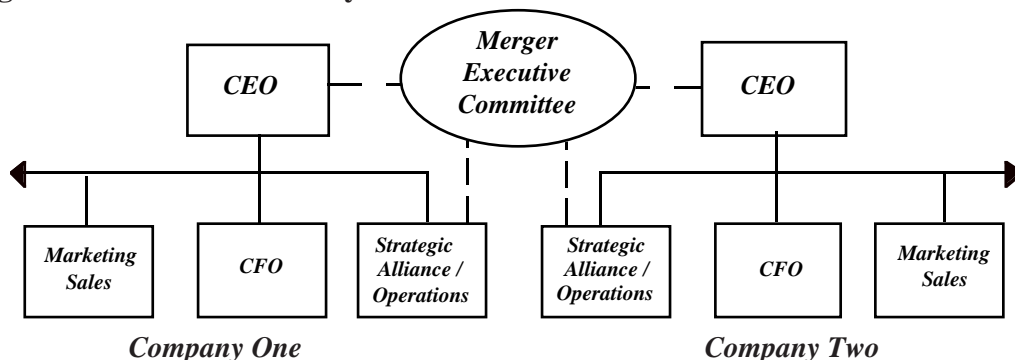 Merger
Executive
Committee
CEO
CEO
Marketing
Sales
CFO
Strategic
Alliance /
Operations
Strategic
Alliance /
Operations
CFO
Marketing
Sales
Company One
Company Two